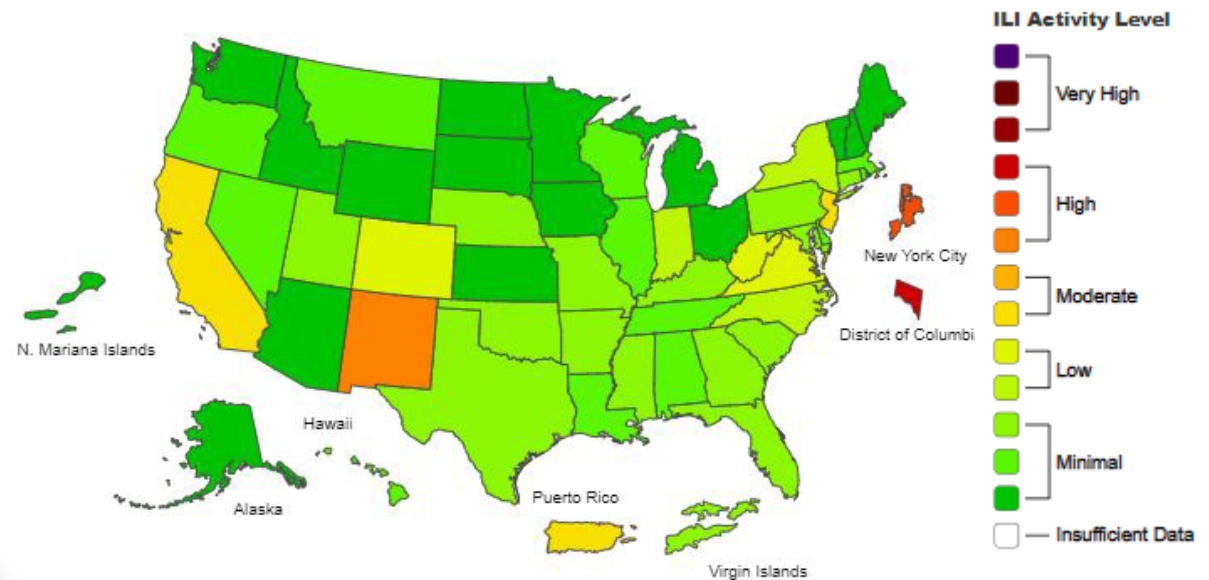 ILI Activity Level
Very High
High
New York City
Moderate
District of Columbi
N. Mariana Islands
Low
Hawaii
Minimal
Puerto Rico
Alaska
Insufficient Data
Virgin Islands